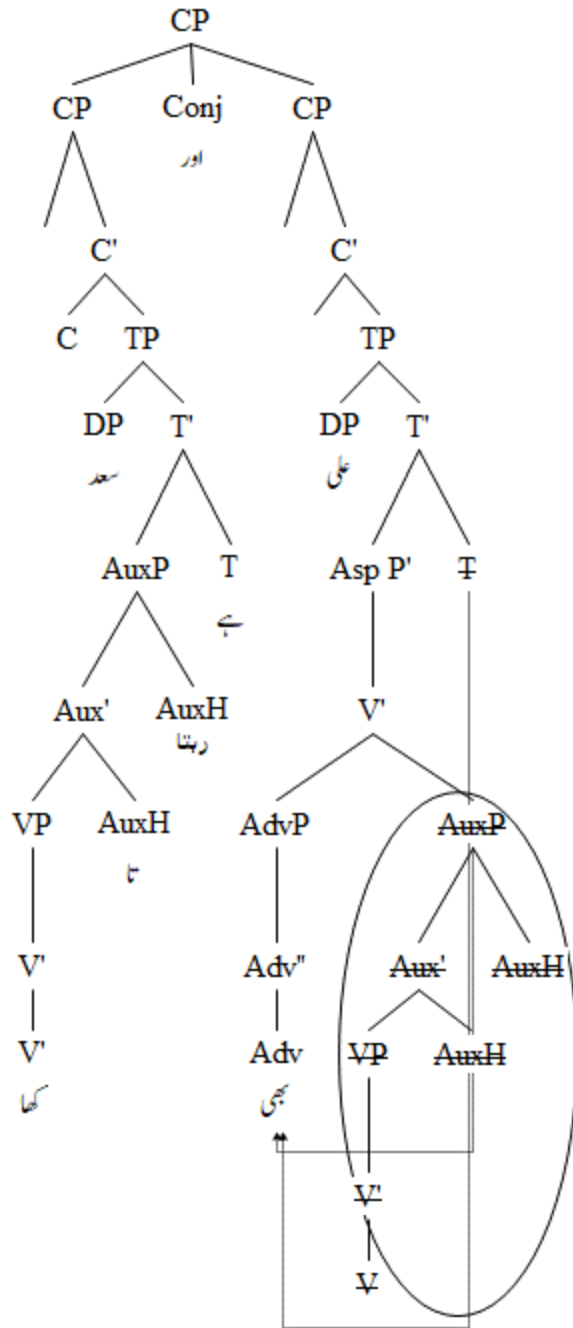 CP
CP Conj CP
اور
C' C'
C TP TP
DP T' DP T'
سعد علی
AuxP T Asp P' T
ہے
Aux' AuxH V'
رہتا
VP AuxH AdvP AuxP
تا
V' Adv'' Aux' AuxH
V' Adv VP AuxH
کھا بھی
V'
V